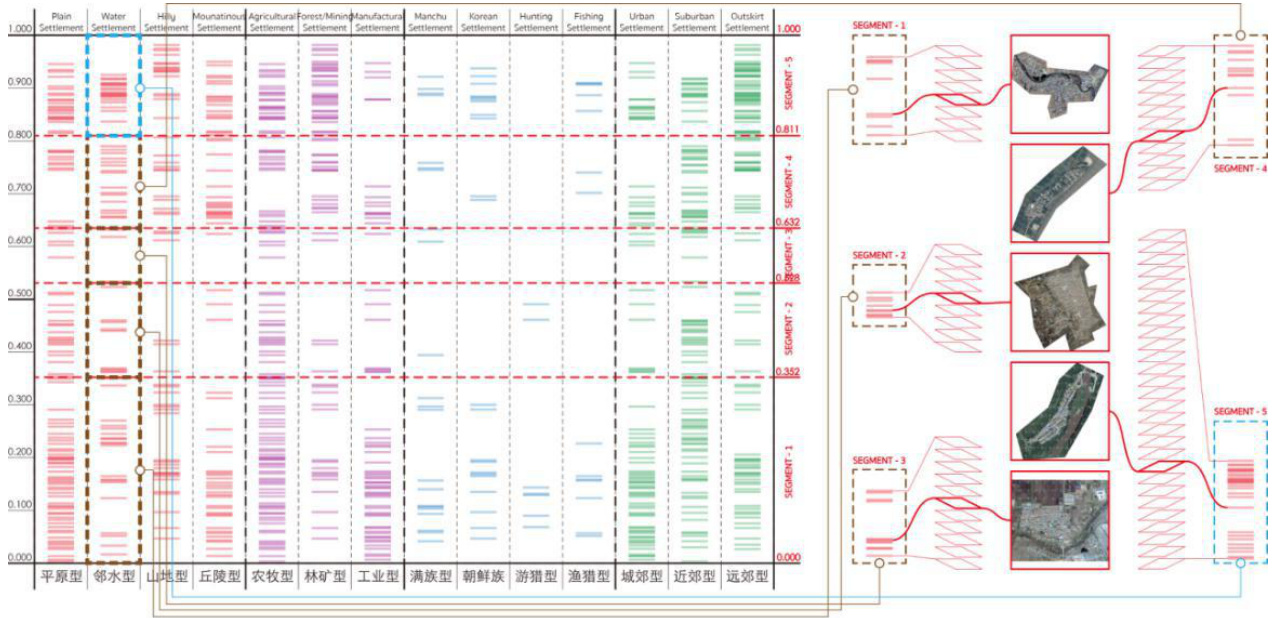 Plain
Settlement
Water
Settlement
Hilly
Settlement
Mounatinous
Settlement
Agricultural
Settlement
Forest/Mining
Settlement
Manufactural
Settlement
Manchu
Settlement
Korean
Settlement
Hunting
Settlement
Fishing
Settlement
Urban
Settlement
Suburban
Settlement
Outskirt
Settlement
1.000
0.900
0.800
0.700
0.600
0.500
0.400
0.300
0.200
0.100
0.000
1.000
SEGMENT - 5
0.811
SEGMENT - 4
0.632
SEGMENT - 3
SEGMENT - 2
0.352
SEGMENT - 1
0.000
平原型
邻水型
山地型
丘陵型
农牧型
林矿型
工业型
满族型
朝鲜族
游猎型
渔猎型
城郊型
近郊型
远郊型
SEGMENT - 1
SEGMENT - 4
SEGMENT - 2
SEGMENT - 5
SEGMENT - 3